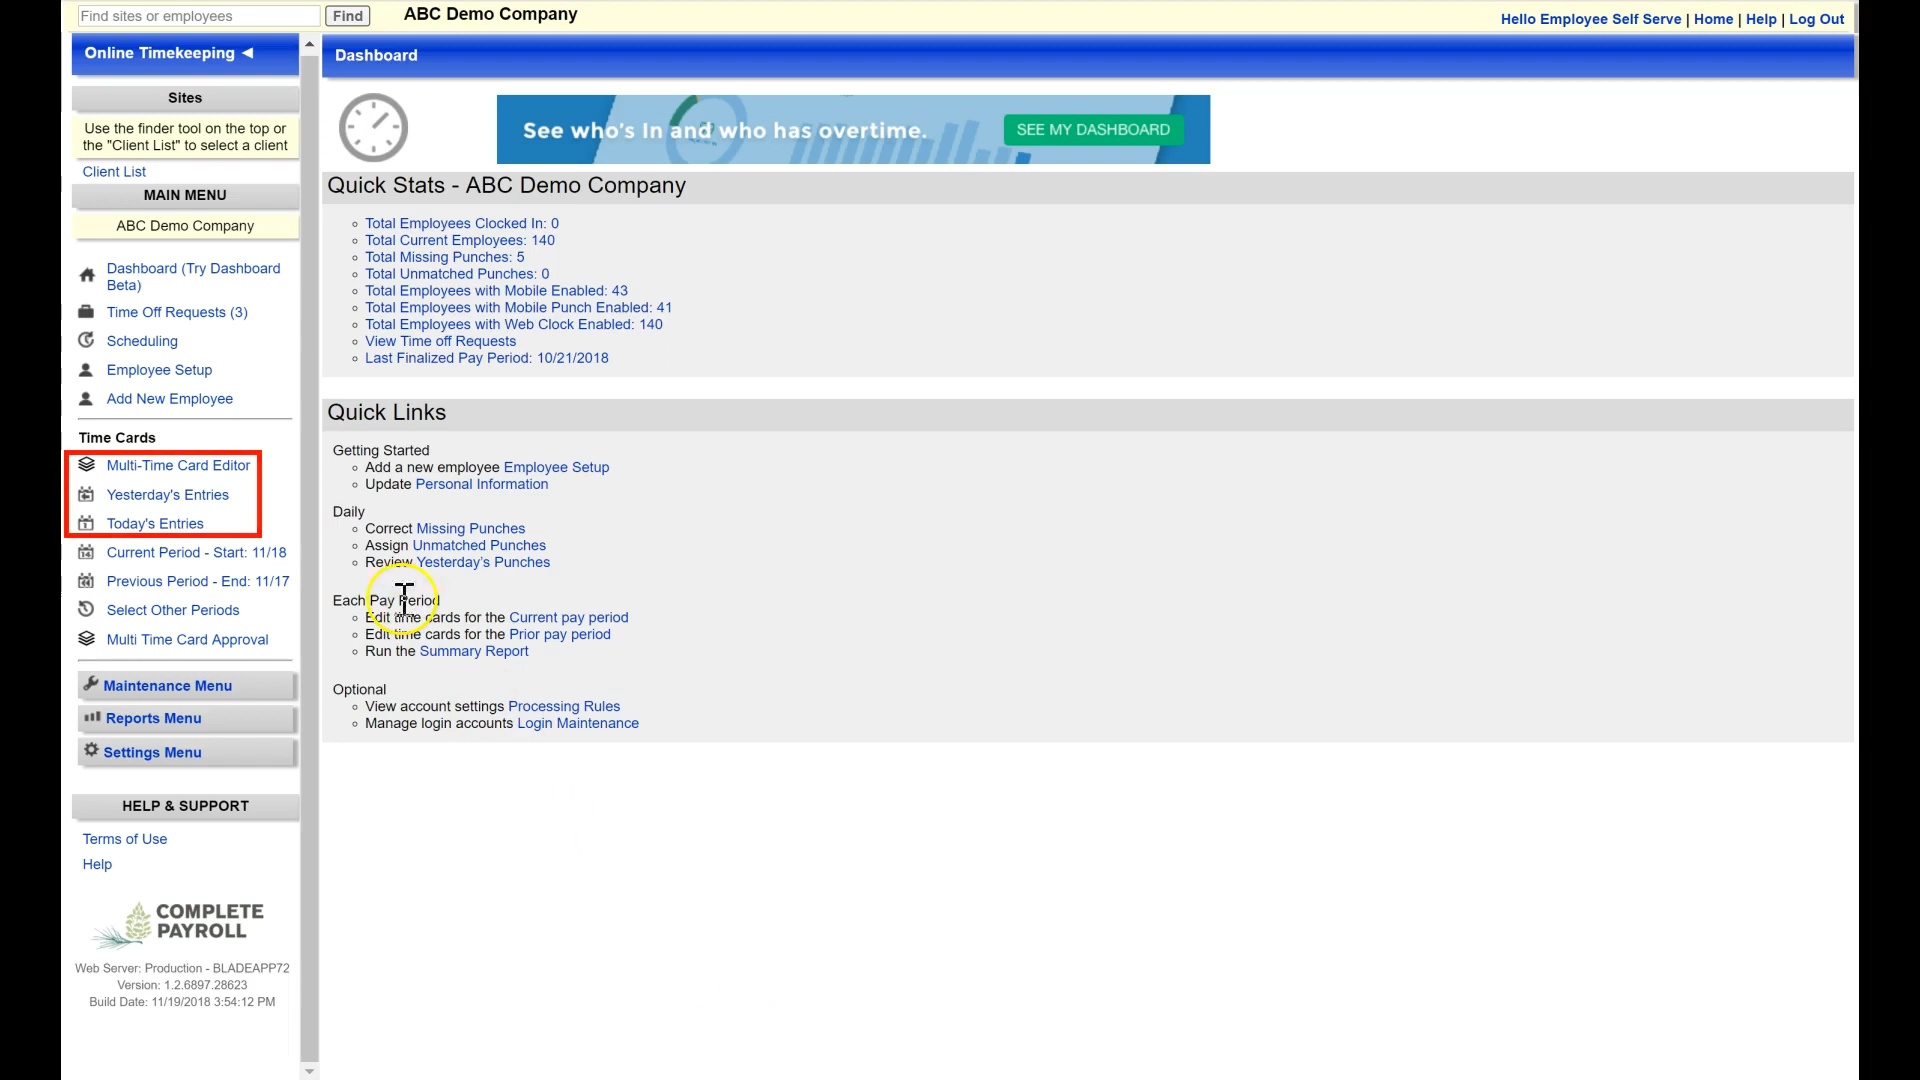 Find sites or employees
Find
ABC Demo Company
Hello Employee Self Serve | Home | Help | Log Out
Online Timekeeping ◄
Sites
Use the finder tool on the top or
the "Client List" to select a client
Client List
MAIN MENU
ABC Demo Company
Dashboard (Try Dashboard
Beta)
Time Off Requests (3)
Scheduling
Employee Setup
Add New Employee
Time Cards
Multi-Time Card Editor
Yesterday's Entries
Today's Entries
Current Period - Start: 11/18
Previous Period - End: 11/17
Select Other Periods
Multi Time Card Approval
Maintenance Menu
Reports Menu
Settings Menu
HELP & SUPPORT
Terms of Use
Help
COMPLETE
PAYROLL
Web Server: Production - BLADEAPP72
Version: 1.2.6897.28623
Build Date: 11/19/2018 3:54:12 PM
Dashboard
See who's In and who has overtime.
SEE MY DASHBOARD
Quick Stats - ABC Demo Company
Total Employees Clocked In: 0
Total Current Employees: 140
Total Missing Punches: 5
Total Unmatched Punches: 0
Total Employees with Mobile Enabled: 43
Total Employees with Mobile Punch Enabled: 41
Total Employees with Web Clock Enabled: 140
View Time off Requests
Last Finalized Pay Period: 10/21/2018
Quick Links
Getting Started
Add a new employee Employee Setup
Update Personal Information
Daily
Correct Missing Punches
Assign Unmatched Punches
Review Yesterday's Punches
Each Pay Period
Edit time cards for the Current pay period
Edit time cards for the Prior pay period
Run the Summary Report
Optional
View account settings Processing Rules
Manage login accounts Login Maintenance